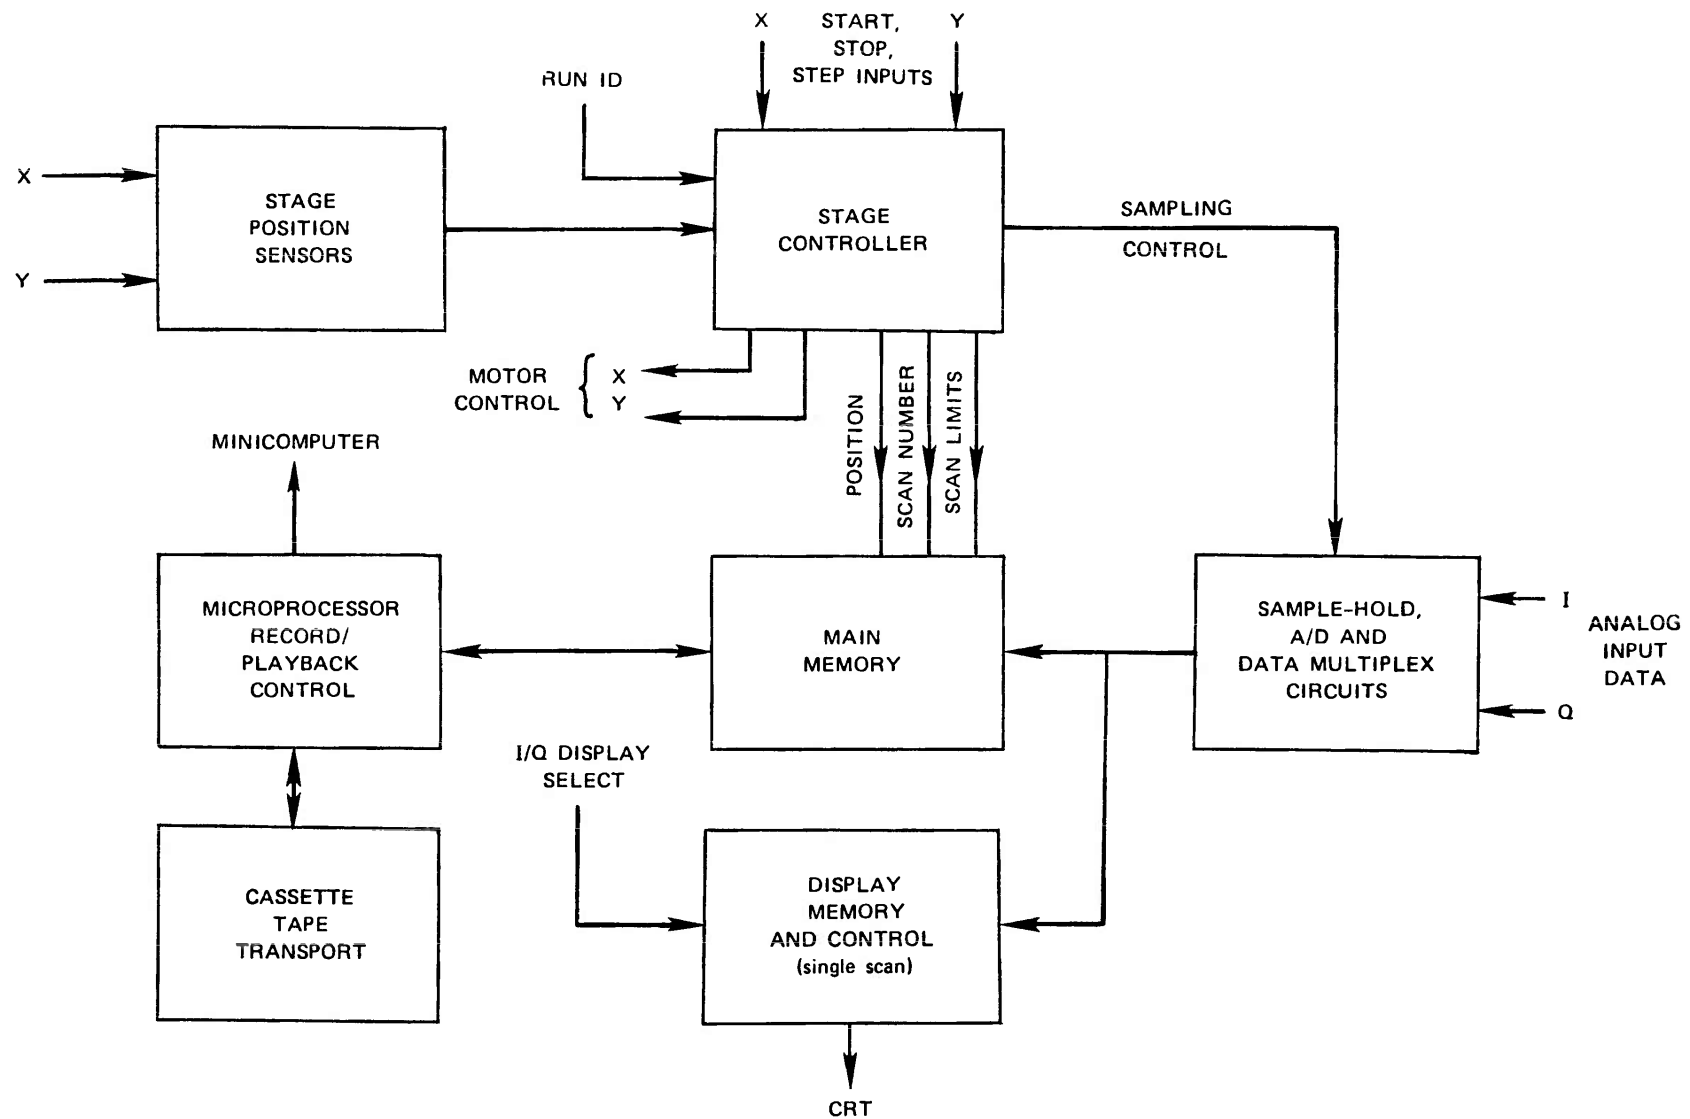 X
START,
STOP,
STEP INPUTS
Y
RUN ID
X
Y
STAGE
POSITION
SENSORS
STAGE
CONTROLLER
SAMPLING
CONTROL
MOTOR
CONTROL
X
Y
POSITION
SCAN NUMBER
SCAN LIMITS
MINICOMPUTER
MICROPROCESSOR
RECORD/
PLAYBACK
CONTROL
MAIN
MEMORY
SAMPLE-HOLD,
A/D AND
DATA MULTIPLEX
CIRCUITS
I
Q
ANALOG
INPUT
DATA
I/Q DISPLAY
SELECT
CASSETTE
TAPE
TRANSPORT
DISPLAY
MEMORY
AND CONTROL
(single scan)
CRT